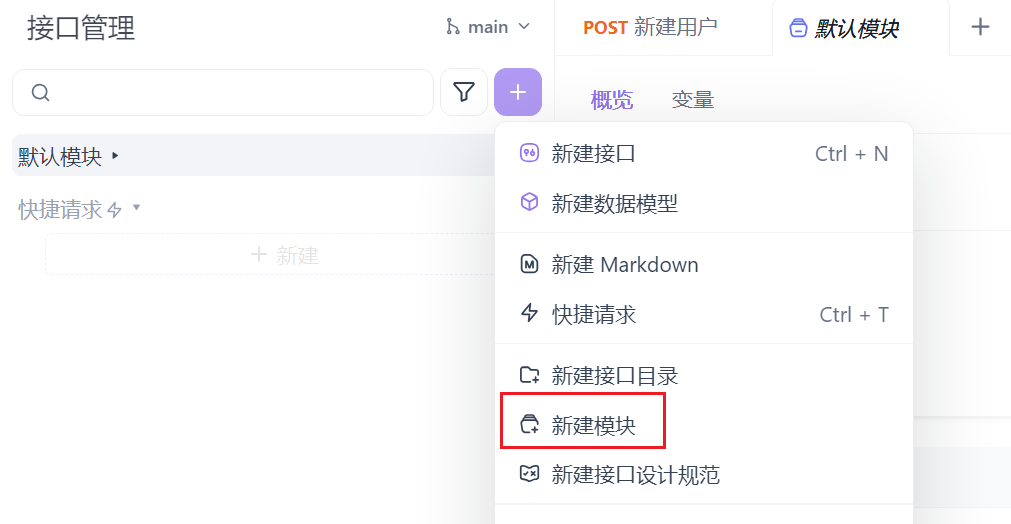 接口管理
main
POST 新建用户
默认模块
概览
变量
默认模块
快捷请求
新建
新建接口 Ctrl + N
新建数据模型
新建 Markdown
快捷请求 Ctrl + T
新建接口目录
新建模块
新建接口设计规范